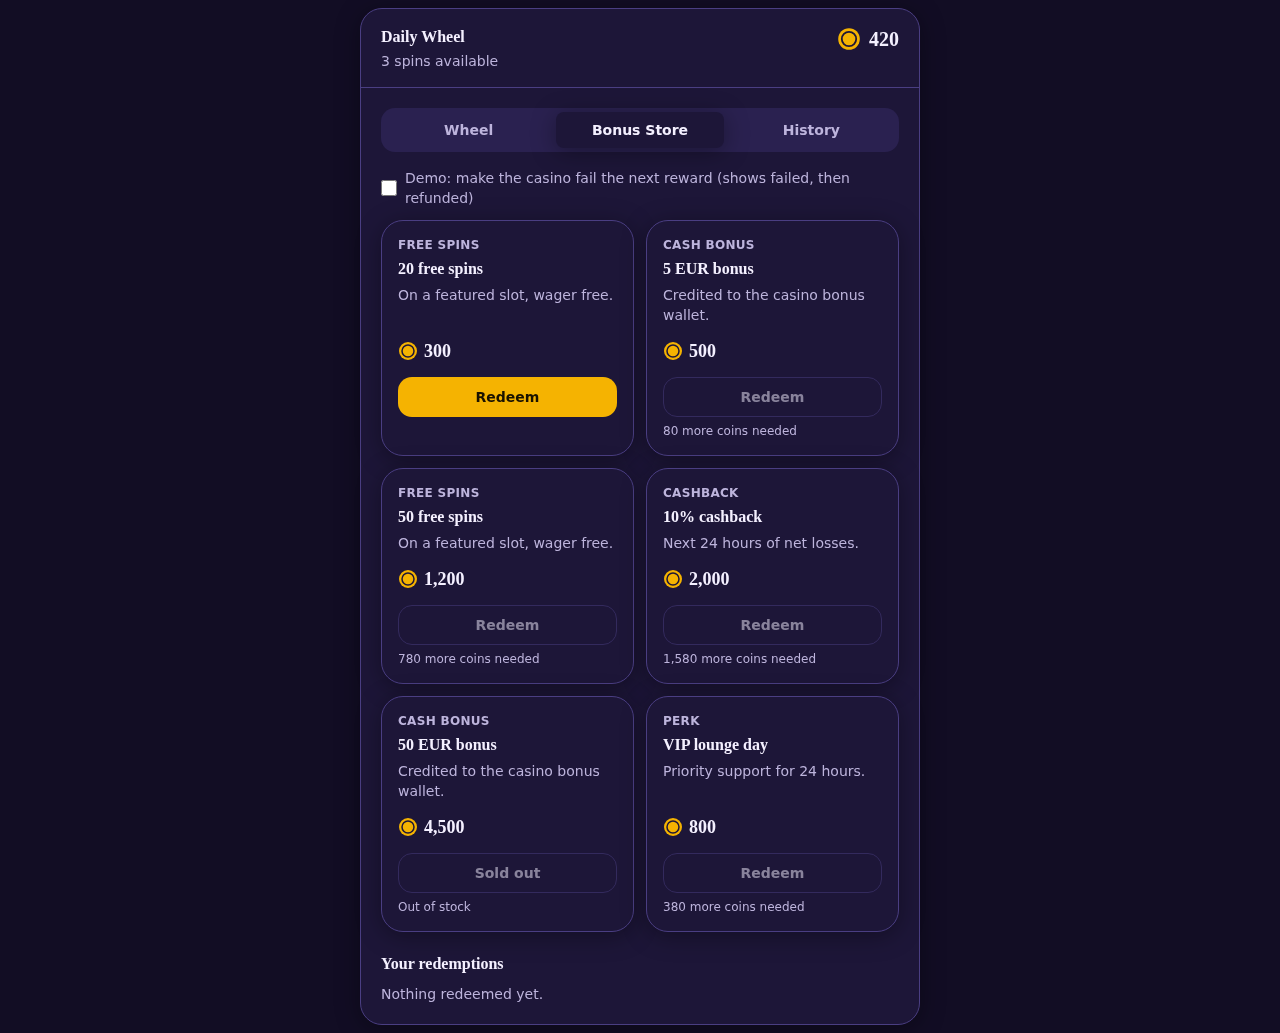 Daily Wheel
3 spins available
420
Wheel
Bonus Store
History
Demo: make the casino fail the next reward (shows failed, then
refunded)
FREE SPINS
20 free spins
On a featured slot, wager free.
300
Redeem
CASH BONUS
5 EUR bonus
Credited to the casino bonus
wallet.
500
Redeem
80 more coins needed
FREE SPINS
50 free spins
On a featured slot, wager free.
1,200
Redeem
780 more coins needed
CASHBACK
10% cashback
Next 24 hours of net losses.
2,000
Redeem
1,580 more coins needed
CASH BONUS
50 EUR bonus
Credited to the casino bonus
wallet.
4,500
Sold out
Out of stock
PERK
VIP lounge day
Priority support for 24 hours.
800
Redeem
380 more coins needed
Your redemptions
Nothing redeemed yet.